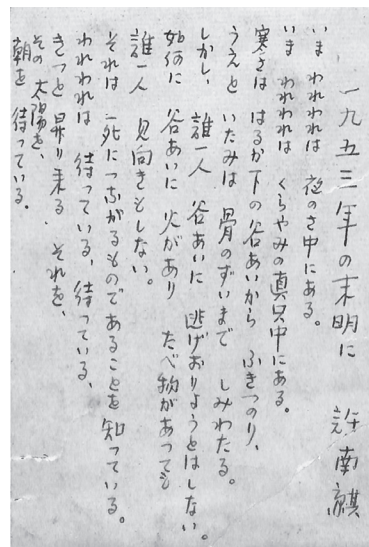 一九五三年の未明に　許南麒
いま われわれは 夜のさ中にある。
いま われわれは くらやみの真只中にある。
寒さは はるか下の谷あいから ふきつのり、
うえと いたみは 骨のずいまで しみわたる。
しかし、誰一人 谷あいに 逃げおりようとはしない。
如何に 谷あいに 火があり たべ物があっても
誰一人 見向きもしない。
それは 死につながるものであることを 知っている。
われわれは 待っている、待っている、
きっと 昇り来る それを、
その 太陽を、
朝を 待っている。